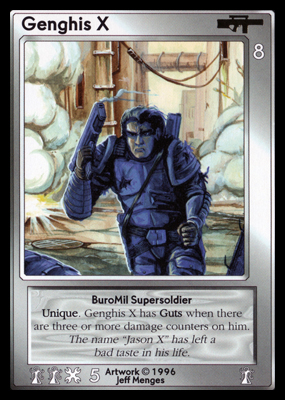 Genghis X
8
BuroMil Supersoldier
Unique. Genghis X has Guts when there
are three or more damage counters on him.
The name "Jason X" has left a
bad taste in his life.
5
Artwork © 1996
Jeff Menges